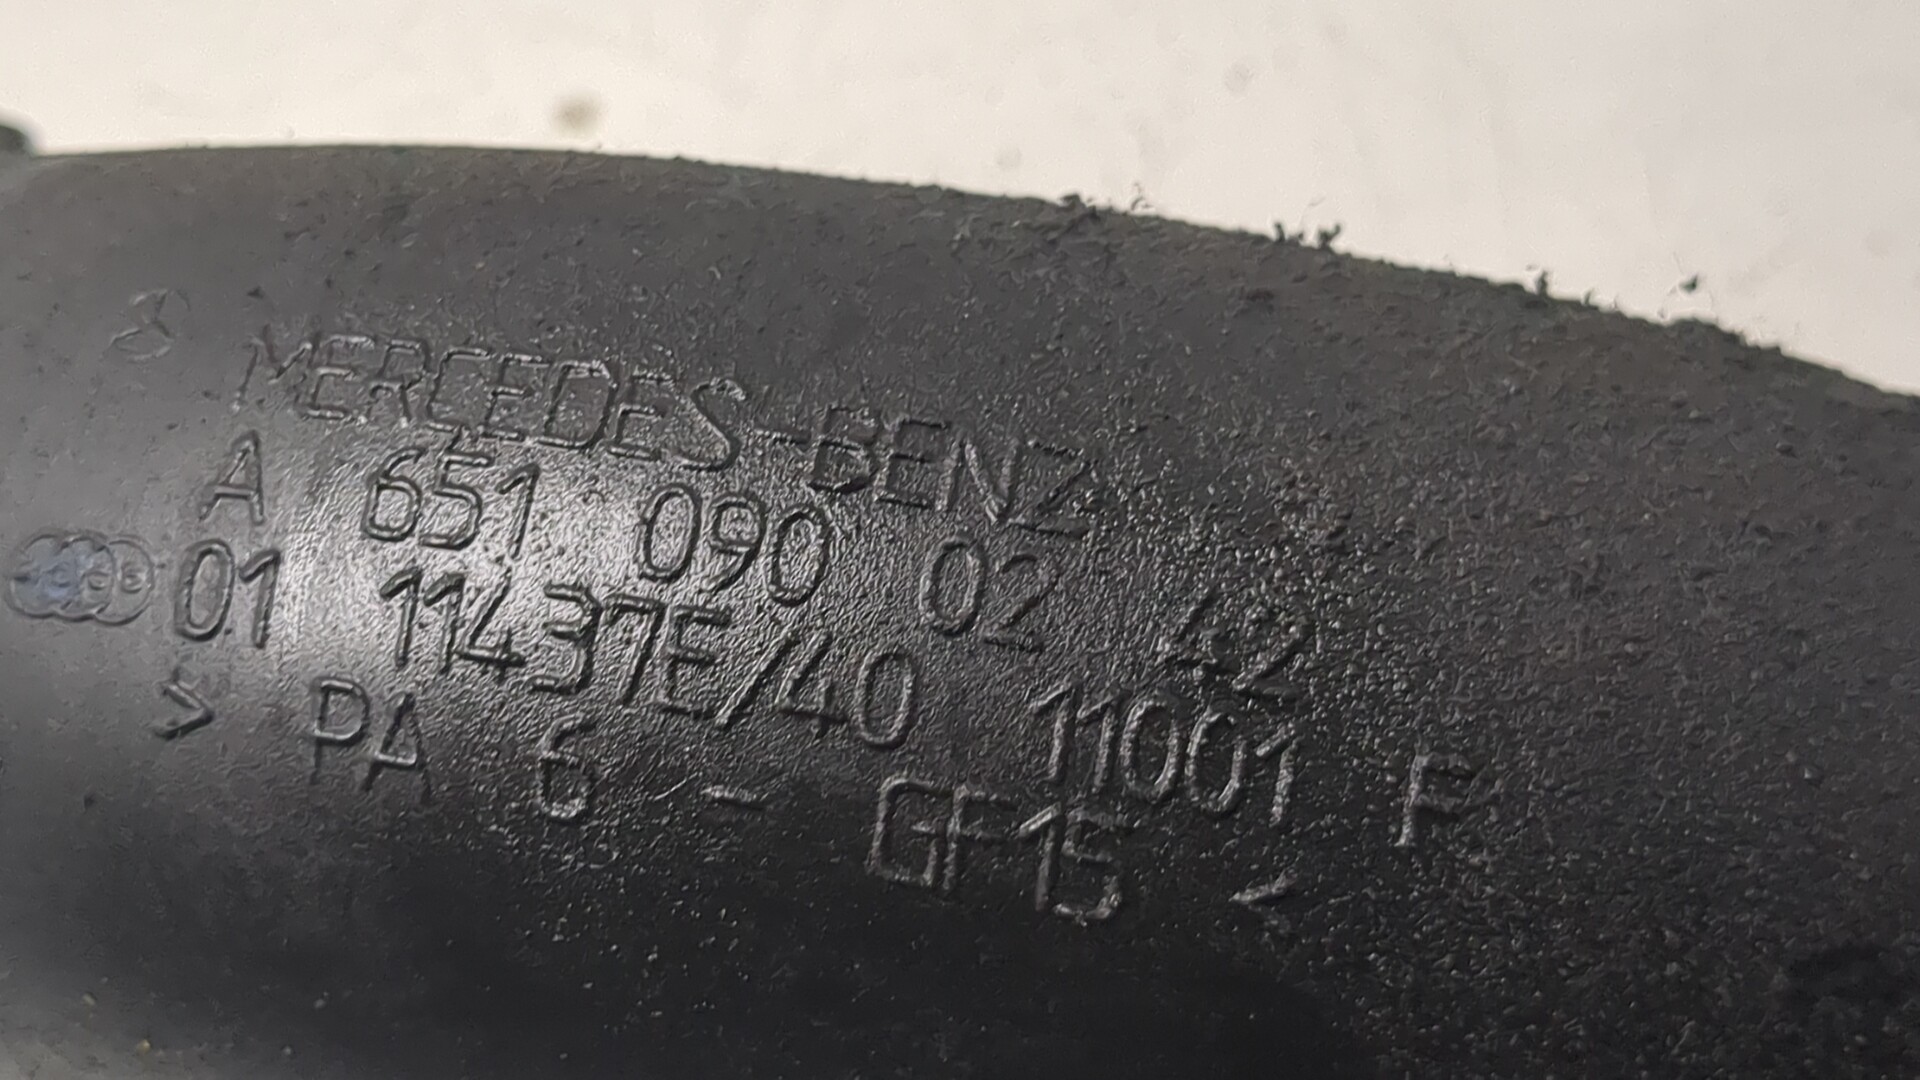 MERCEDES-BENZ
A 651 090 02 42
01 11437E/40 11001 F
> PA 6 - GF15 <